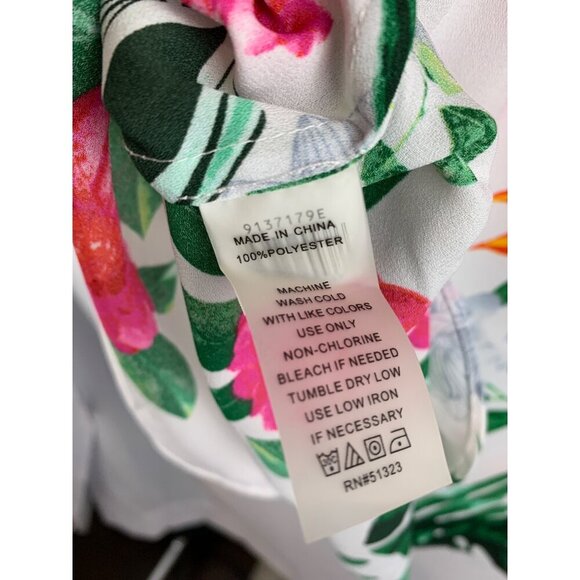 9137179E
MADE IN CHINA
100%POLYESTER
MACHINE
WASH COLD
WITH LIKE COLORS
USE ONLY
NON-CHLORINE
BLEACH IF NEEDED
TUMBLE DRY LOW
USE LOW IRON
IF NECESSARY
RN#51323